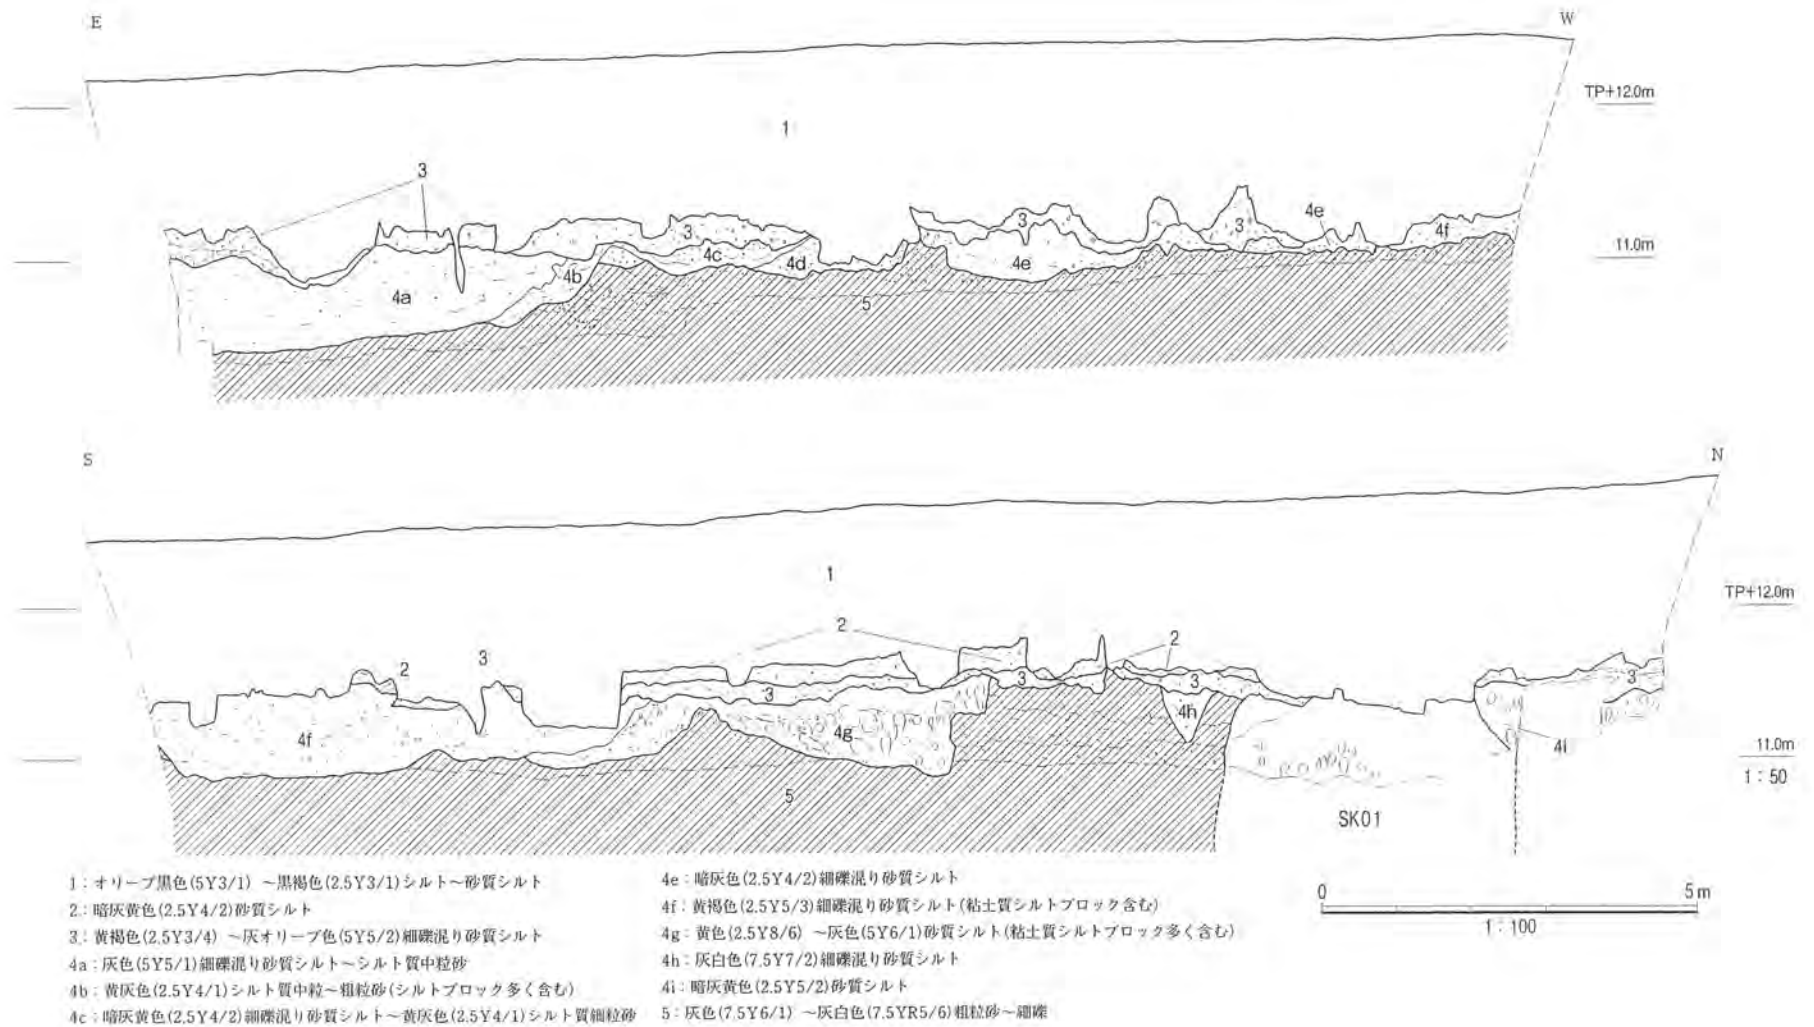 E
W
TP+12.0m
1
3
3
4e
3
3
4f
11.0m
4c
4d
4b
4e
4a
5
S
N
1
TP+12.0m
2
2
3
2
3
3
3
3
4h
4f
4g
4i
11.0m
1:50
5
SK01
1:オリーブ黒色(5Y3/1)~黒褐色(2.5Y3/1)シルト~砂質シルト
2:暗灰黄色(2.5Y4/2)砂質シルト
3:黄褐色(2.5Y3/4)~灰オリーブ色(5Y5/2)細礫混り砂質シルト
4a:灰色(5Y5/1)細礫混り砂質シルト~シルト質中粒砂
4b:黄灰色(2.5Y4/1)シルト質中粒~粗粒砂(シルトブロック多く含む)
4c:暗灰黄色(2.5Y4/2)細礫混り砂質シルト~黄灰色(2.5Y4/1)シルト質細粒砂
4e:暗灰色(2.5Y4/2)細礫混り砂質シルト
4f:黄褐色(2.5Y5/3)細礫混り砂質シルト(粘土質シルトブロック含む)
4g:黄色(2.5Y8/6)~灰色(5Y6/1)砂質シルト(粘土質シルトブロック多く含む)
4h:灰白色(7.5Y7/2)細礫混り砂質シルト
4i:暗灰黄色(2.5Y5/2)砂質シルト
5:灰色(7.5Y6/1)~灰白色(7.5YR5/6)粗粒砂~細礫
0
5m
1:100